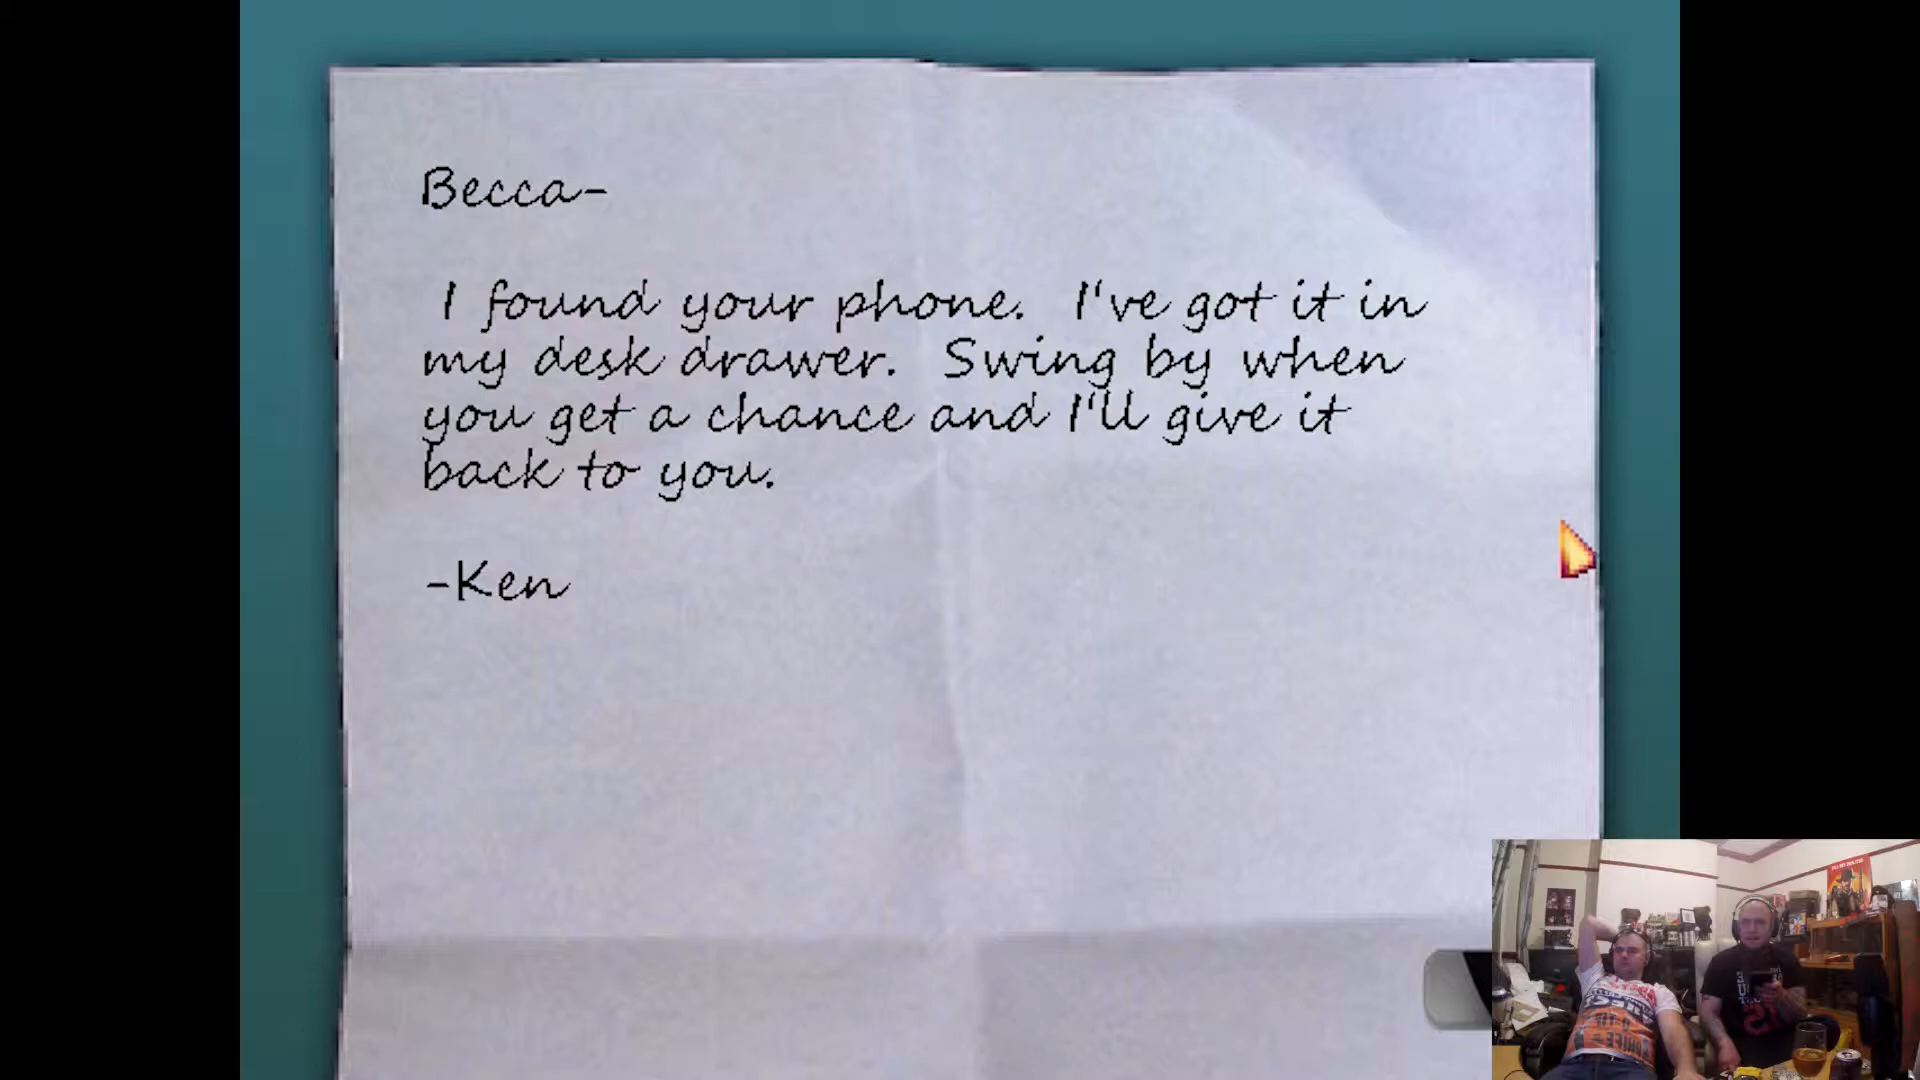 Becca-
I found your phone. I've got it in
my desk drawer. Swing by when
you get a chance and I'll give it
back to you.
-Ken